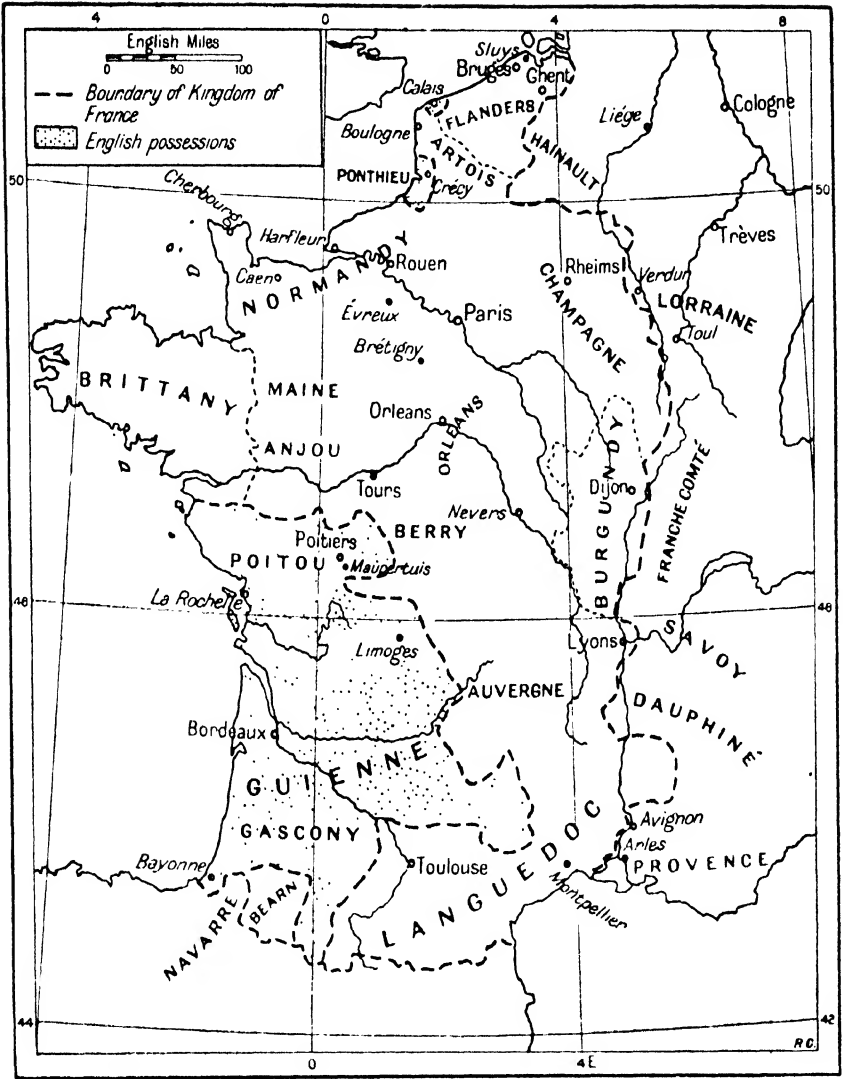 4
0
4
8
English Miles
0 50 100
Boundary of Kingdom of
France
English possessions
Sluys
Bruges
Ghent
Calais
FLANDERS
Boulogne
ARTOIS
HAINAULT
Liége
Cologne
50
PONTHIEU
Crécy
50
Cherbourg
Harfleur
Caen
NORMANDY
Rouen
Évreux
Rheims
Verdun
Trèves
CHAMPAGNE
LORRAINE
Toul
Paris
Brétigny
BRITTANY
MAINE
Orleans
ORLEANS
ANJOU
Tours
BURGUNDY
Dijon
FRANCHE COMTÉ
Nevers
BERRY
Poitiers
POITOU
Maupertuis
La Rochelle
48
48
Limoges
Lyons
SAVOY
AUVERGNE
DAUPHINÉ
Bordeaux
GUIENNE
GASCONY
Avignon
Arles
PROVENCE
Bayonne
Toulouse
LANGUEDOC
Montpellier
NAVARRE
BEARN
44
42
R.C.
0
4E